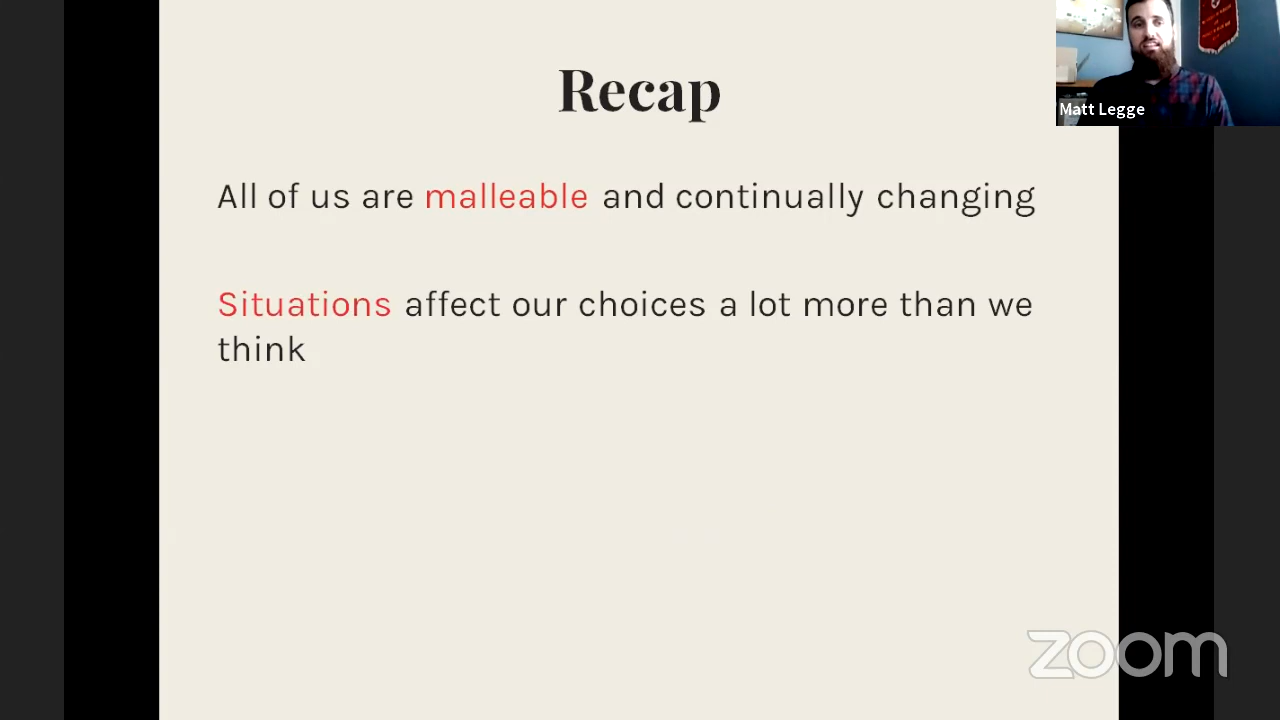 Recap
Matt Legge
All of us are malleable and continually changing
Situations affect our choices a lot more than we
think
zoom